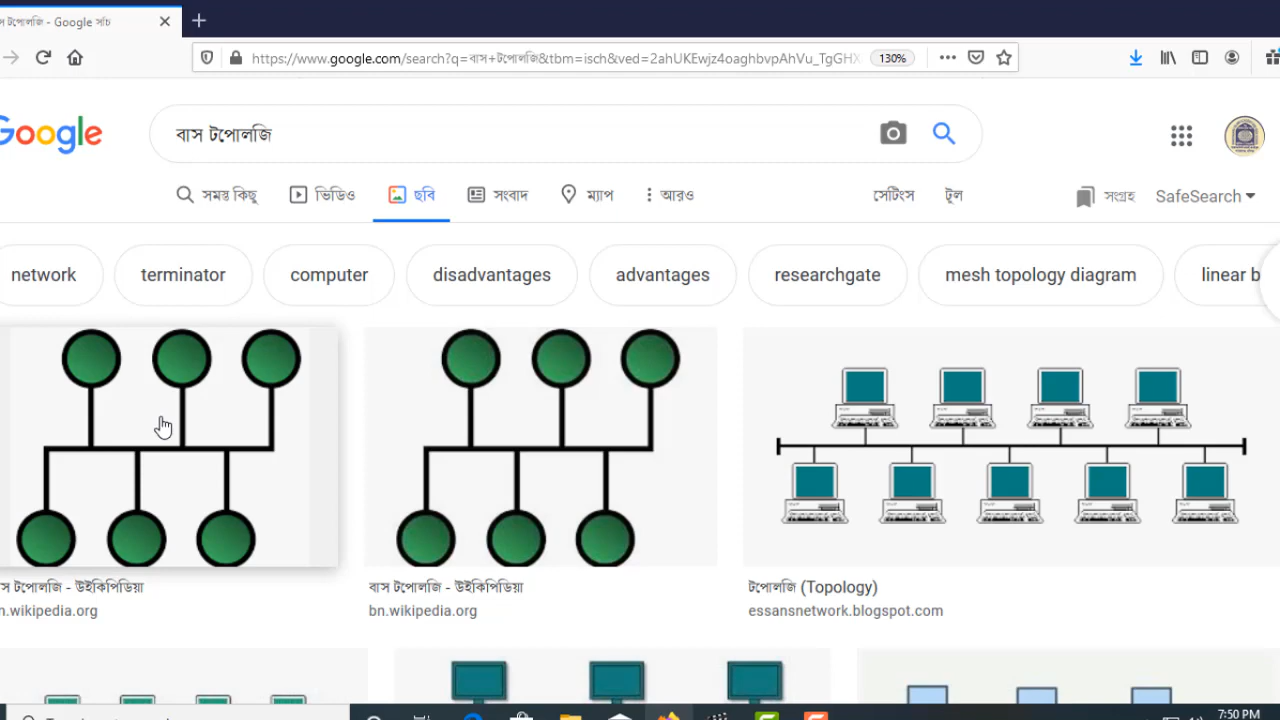 স টপোলজি - Google সার্চ
https://www.google.com/search?q=বাস+টপোলজি&tbm=isch&ved=2ahUKEwjz4oaghbvpAhVu_TgGHX
130%
Google
বাস টপোলজি
সমস্ত কিছু
ভিডিও
ছবি
সংবাদ
ম্যাপ
আরও
সেটিংস
টুল
সংগ্রহ
SafeSearch
network
terminator
computer
disadvantages
advantages
researchgate
mesh topology diagram
linear b
স টপোলজি - উইকিপিডিয়া
n.wikipedia.org
বাস টপোলজি - উইকিপিডিয়া
bn.wikipedia.org
টপোলজি (Topology)
essansnetwork.blogspot.com
7:50 PM